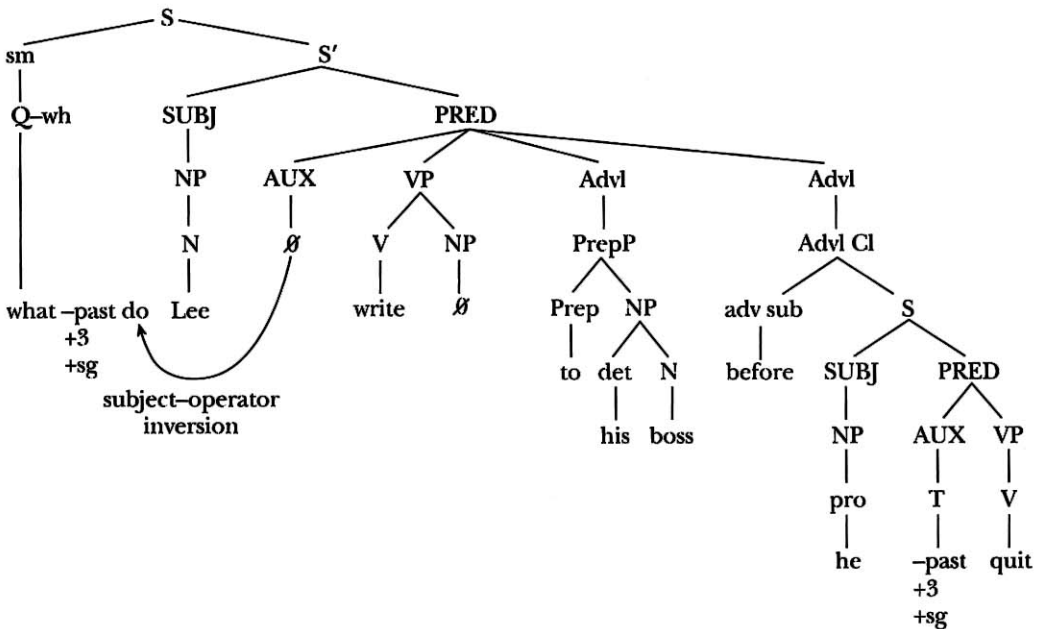 S
sm S′
Q–wh SUBJ PRED
NP AUX VP Advl Advl
N ∅ V NP PrepP Advl Cl
what –past do Lee write ∅ Prep NP adv sub S
+3
+sg to det N before SUBJ PRED
subject–operator
inversion his boss NP AUX VP
pro T V
he –past quit
+3
+sg